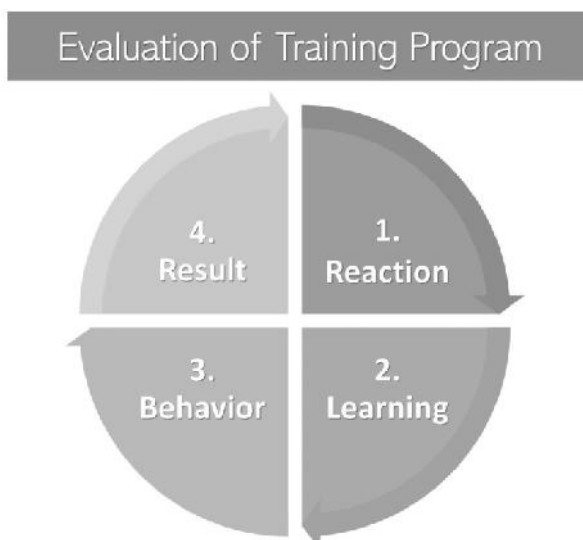 Evaluation of Training Program
1.
Reaction
2.
Learning
3.
Behavior
4.
Result